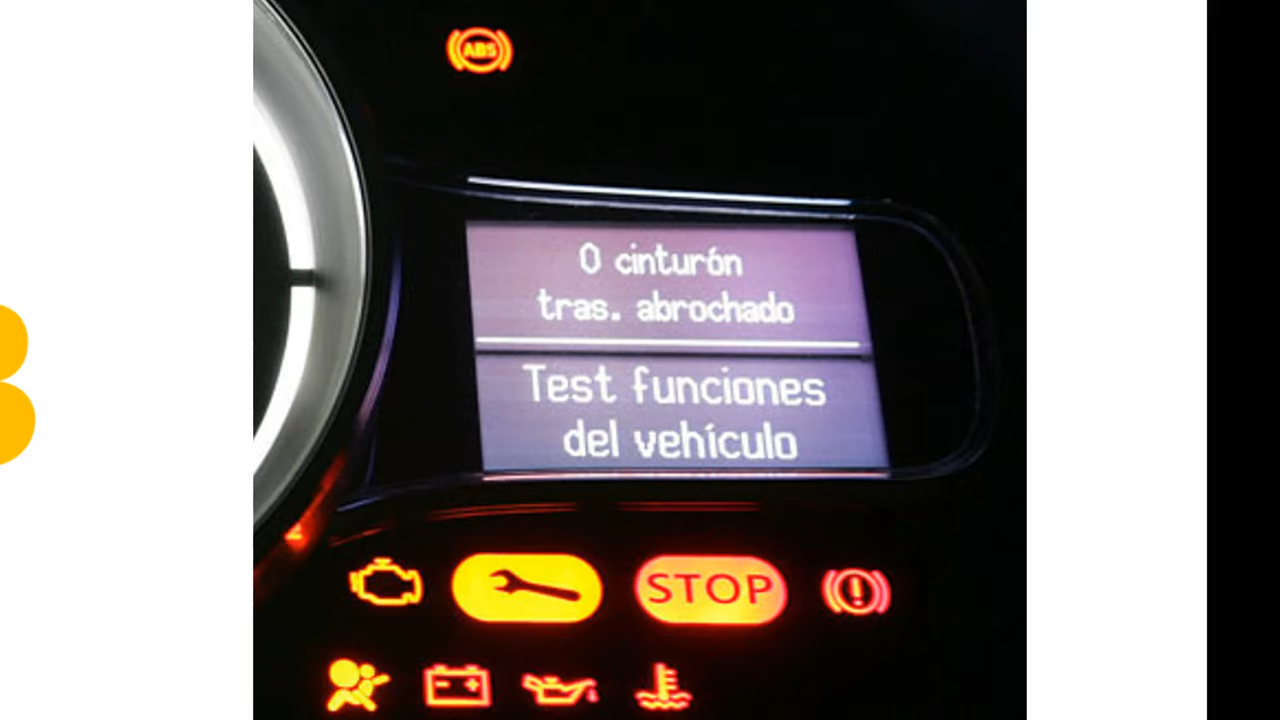 ABS
0 cinturón
tras. abrochado
Test funciones
del vehículo
STOP